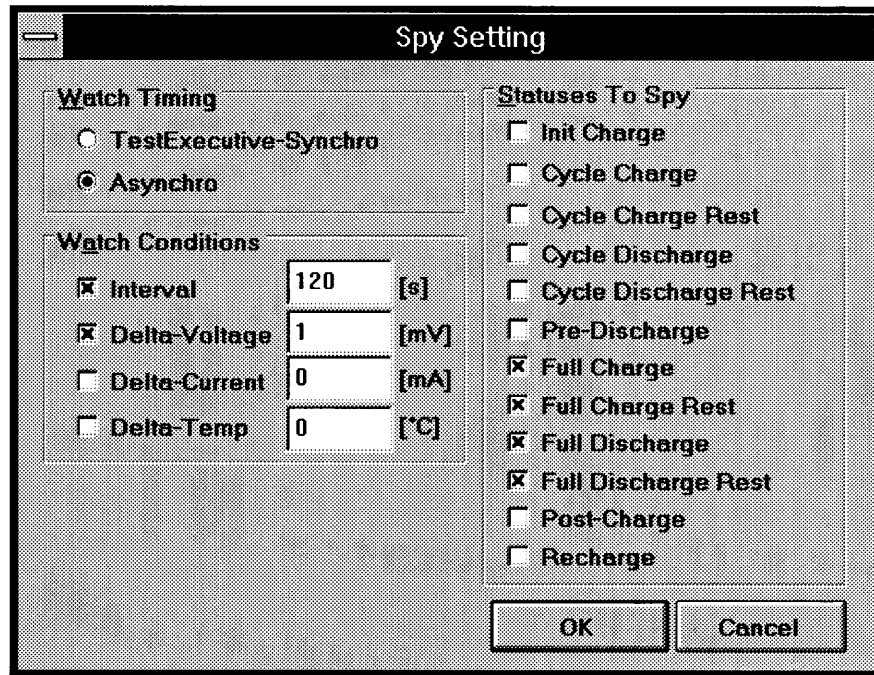 Spy Setting
Watch Timing
TestExecutive-Synchro
Asynchro
Watch Conditions
Interval 120 [s]
Delta-Voltage 1 [mV]
Delta-Current 0 [mA]
Delta-Temp 0 [°C]
Statuses To Spy
Init Charge
Cycle Charge
Cycle Charge Rest
Cycle Discharge
Cycle Discharge Rest
Pre-Discharge
Full Charge
Full Charge Rest
Full Discharge
Full Discharge Rest
Post-Charge
Recharge
OK Cancel